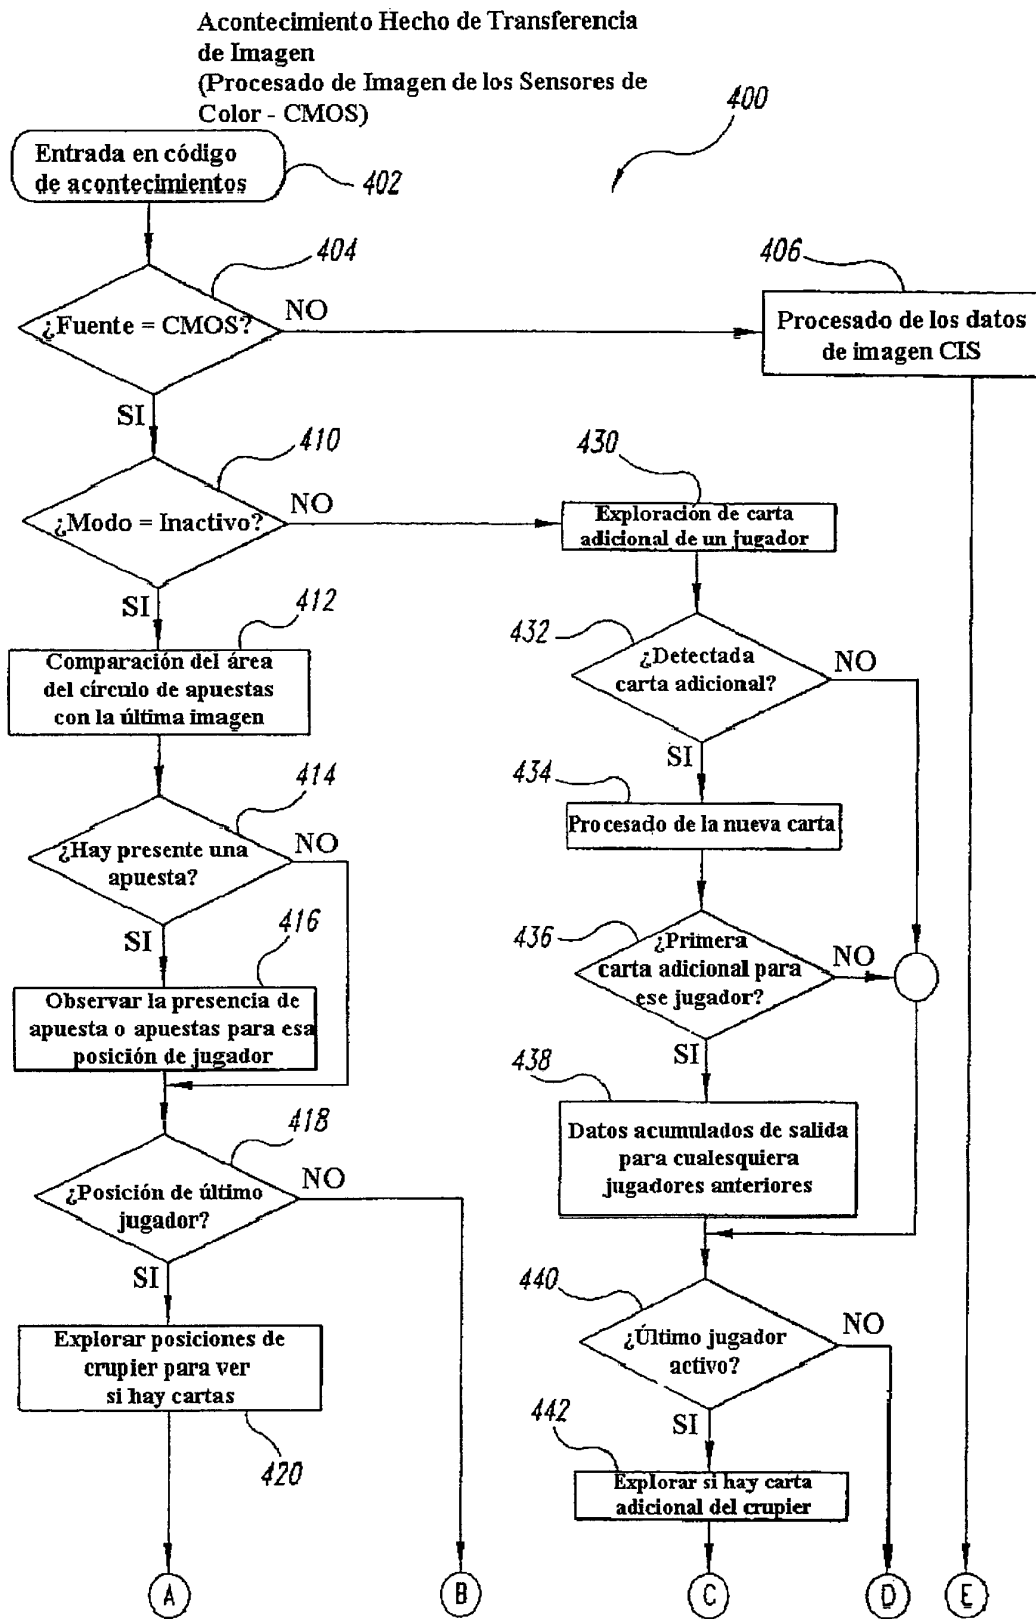 Acontecimiento Hecho de Transferencia
de Imagen
(Procesado de Imagen de los Sensores de
Color - CMOS)
400
Entrada en código
de acontecimientos
402
404
¿Fuente = CMOS?
NO
406
Procesado de los datos
de imagen CIS
SI
410
¿Modo = Inactivo?
NO
430
Exploración de carta
adicional de un jugador
SI
412
Comparación del área
del círculo de apuestas
con la última imagen
432
¿Detectada
carta adicional?
NO
SI
414
¿Hay presente una
apuesta?
NO
434
Procesado de la nueva carta
SI
416
Observar la presencia de
apuesta o apuestas para esa
posición de jugador
436
¿Primera
carta adicional para
ese jugador?
NO
SI
438
Datos acumulados de salida
para cualesquiera
jugadores anteriores
418
¿Posición de último
jugador?
NO
SI
440
¿Último jugador
activo?
NO
SI
Explorar posiciones de
crupier para ver
si hay cartas
420
442
Explorar si hay carta
adicional del crupier
A
B
C
D
E